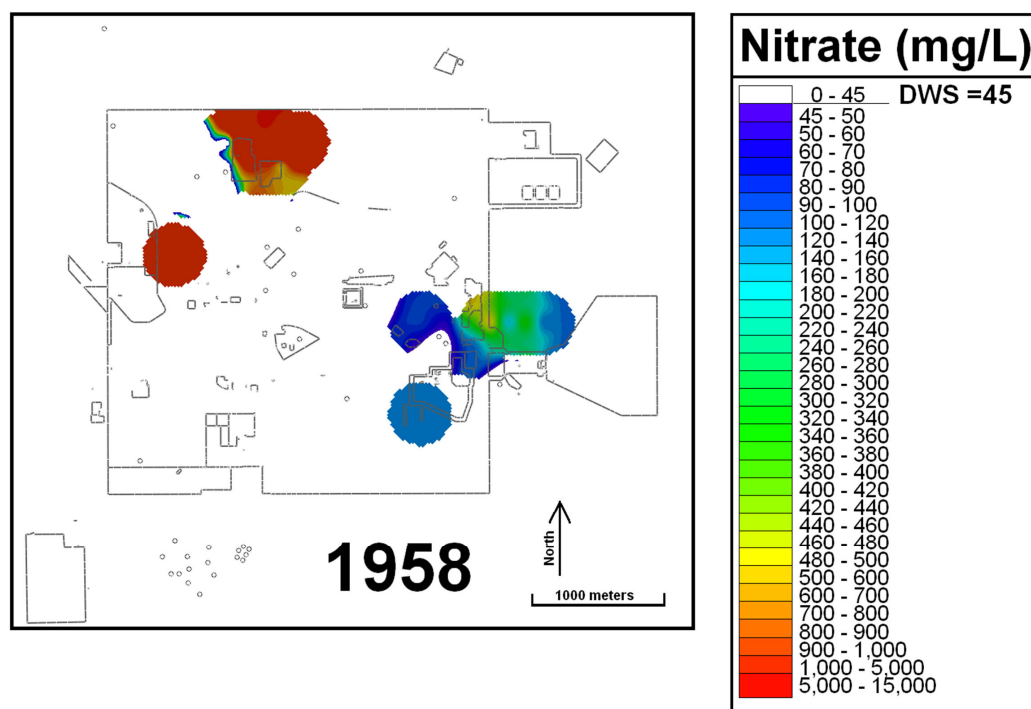 1958
North
1000 meters
Nitrate (mg/L)
0 - 45 DWS =45
45 - 50
50 - 60
60 - 70
70 - 80
80 - 90
90 - 100
100 - 120
120 - 140
140 - 160
160 - 180
180 - 200
200 - 220
220 - 240
240 - 260
260 - 280
280 - 300
300 - 320
320 - 340
340 - 360
360 - 380
380 - 400
400 - 420
420 - 440
440 - 460
460 - 480
480 - 500
500 - 600
600 - 700
700 - 800
800 - 900
900 - 1,000
1,000 - 5,000
5,000 - 15,000